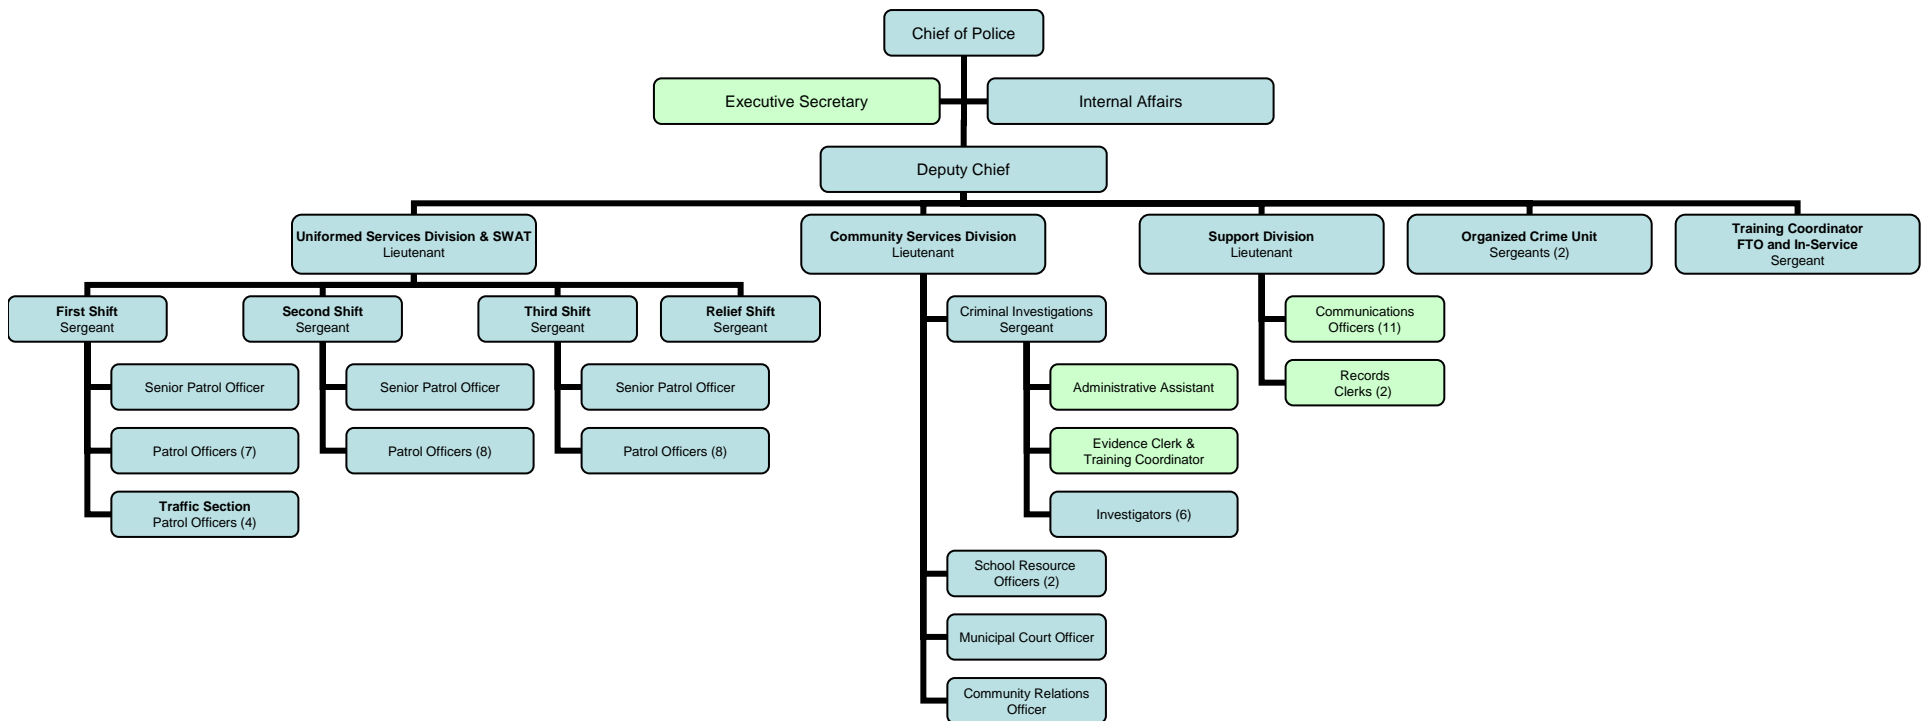 Chief of Police
Executive Secretary
Internal Affairs
Deputy Chief
Uniformed Services Division & SWAT
Lieutenant
Community Services Division
Lieutenant
Support Division
Lieutenant
Organized Crime Unit
Sergeants (2)
Training Coordinator
FTO and In-Service
Sergeant
First Shift
Sergeant
Second Shift
Sergeant
Third Shift
Sergeant
Relief Shift
Sergeant
Criminal Investigations
Sergeant
Communications
Officers (11)
Senior Patrol Officer
Senior Patrol Officer
Senior Patrol Officer
Administrative Assistant
Records
Clerks (2)
Patrol Officers (7)
Patrol Officers (8)
Patrol Officers (8)
Evidence Clerk &
Training Coordinator
Traffic Section
Patrol Officers (4)
Investigators (6)
School Resource
Officers (2)
Municipal Court Officer
Community Relations
Officer